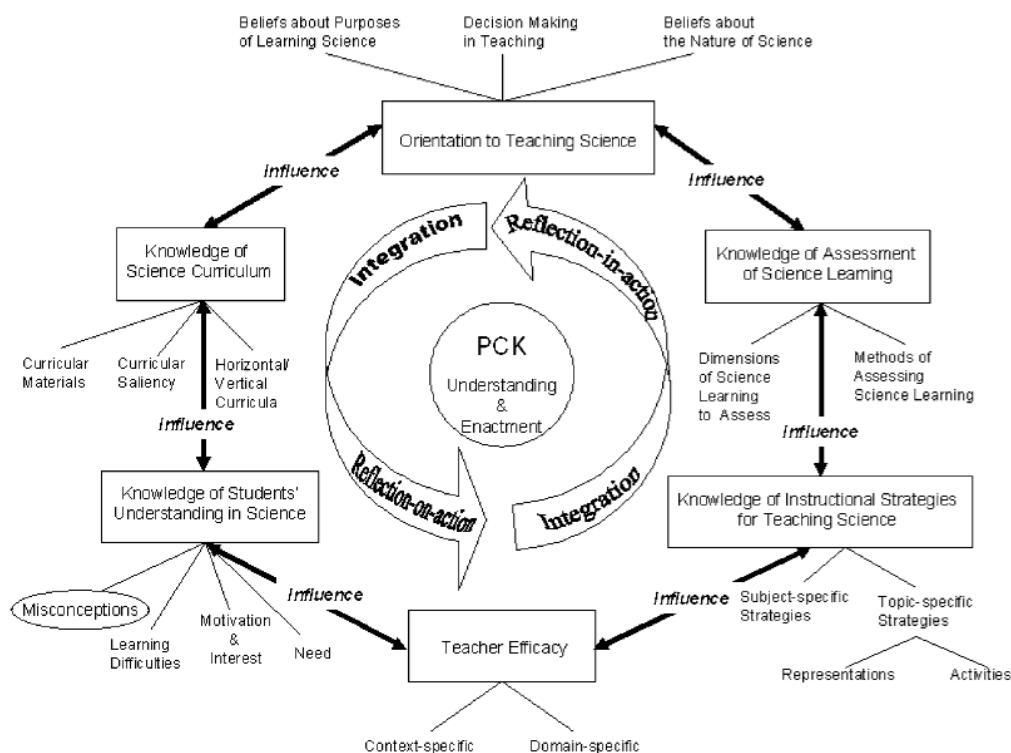 Beliefs about Purposes
of Learning Science
Decision Making
in Teaching
Beliefs about
the Nature of Science
Orientation to Teaching Science
Influence
Influence
Integration
Reflection-in-action
Knowledge of
Science Curriculum
Knowledge of Assessment
of Science Learning
PCK
Understanding
&
Enactment
Curricular
Materials
Curricular
Saliency
Horizontal/
Vertical
Curricula
Dimensions
of Science
Learning
to Assess
Methods of
Assessing
Science Learning
Influence
Influence
Knowledge of Students'
Understanding in Science
Reflection-on-action
Integration
Knowledge of Instructional Strategies
for Teaching Science
Misconceptions
Learning
Difficulties
Motivation
&
Interest
Need
Influence
Influence
Teacher Efficacy
Subject-specific
Strategies
Topic-specific
Strategies
Representations
Activities
Context-specific
Domain-specific